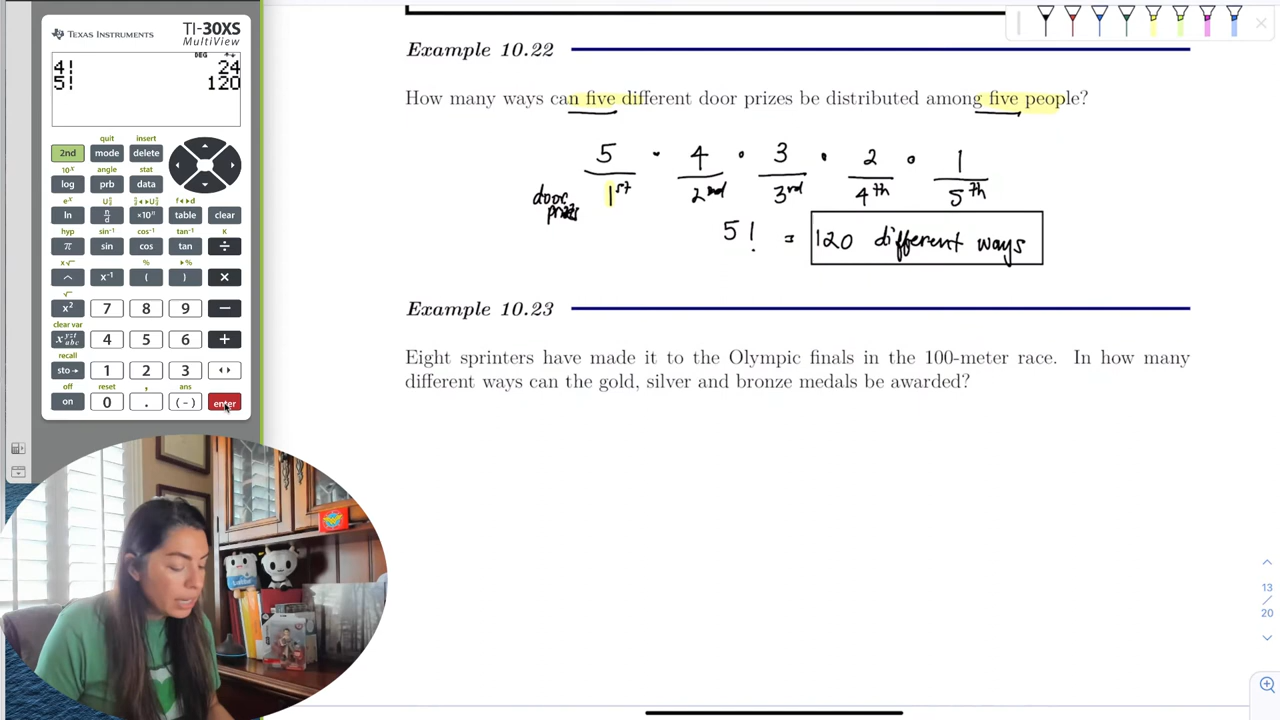 TEXAS INSTRUMENTS
TI-30XS
MultiView
DEG
4! 24
5! 120
quit insert
2nd mode delete
10ˣ angle stat
log prb data
eˣ f◄►d
ln n/d ×10ⁿ table clear
hyp sin⁻¹ cos⁻¹ tan⁻¹ K
π sin cos tan ÷
% ►%
^ x⁻¹ ( ) ×
√
x² 7 8 9 −
clear var
x yzt abc 4 5 6 +
recall
sto→ 1 2 3 ◄►
off reset , ans
on 0 . (-) enter
Example 10.22
How many ways can five different door prizes be distributed among five people?
5 · 4 · 3 · 2 · 1
door prizes 1st 2nd 3rd 4th 5th
5! = 120 different ways
Example 10.23
Eight sprinters have made it to the Olympic finals in the 100-meter race. In how many
different ways can the gold, silver and bronze medals be awarded?
13
/
20